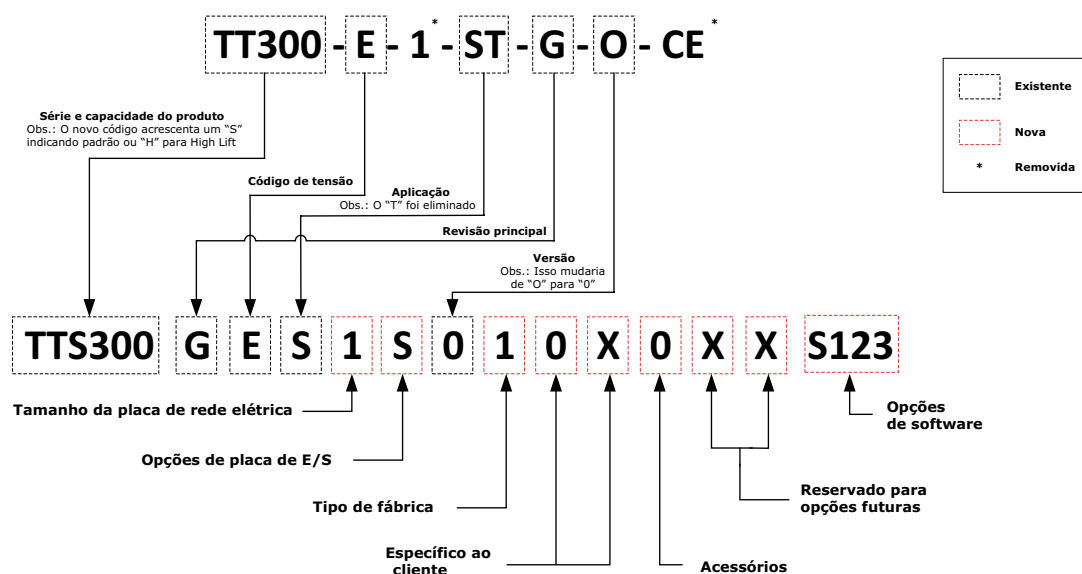 TT300 - E - 1* - ST - G - O - CE*
Existente
Nova
* Removida
Série e capacidade do produto
Obs.: O novo código acrescenta um “S”
indicando padrão ou “H” para High Lift
Código de tensão
Aplicação
Obs.: O “T” foi eliminado
Revisão principal
Versão
Obs.: Isso mudaria
de “O” para “0”
TTS300 G E S 1 S 0 1 0 X 0 X X S123
Tamanho da placa de rede elétrica
Opções de placa de E/S
Tipo de fábrica
Específico ao
cliente
Acessórios
Reservado para
opções futuras
Opções
de software